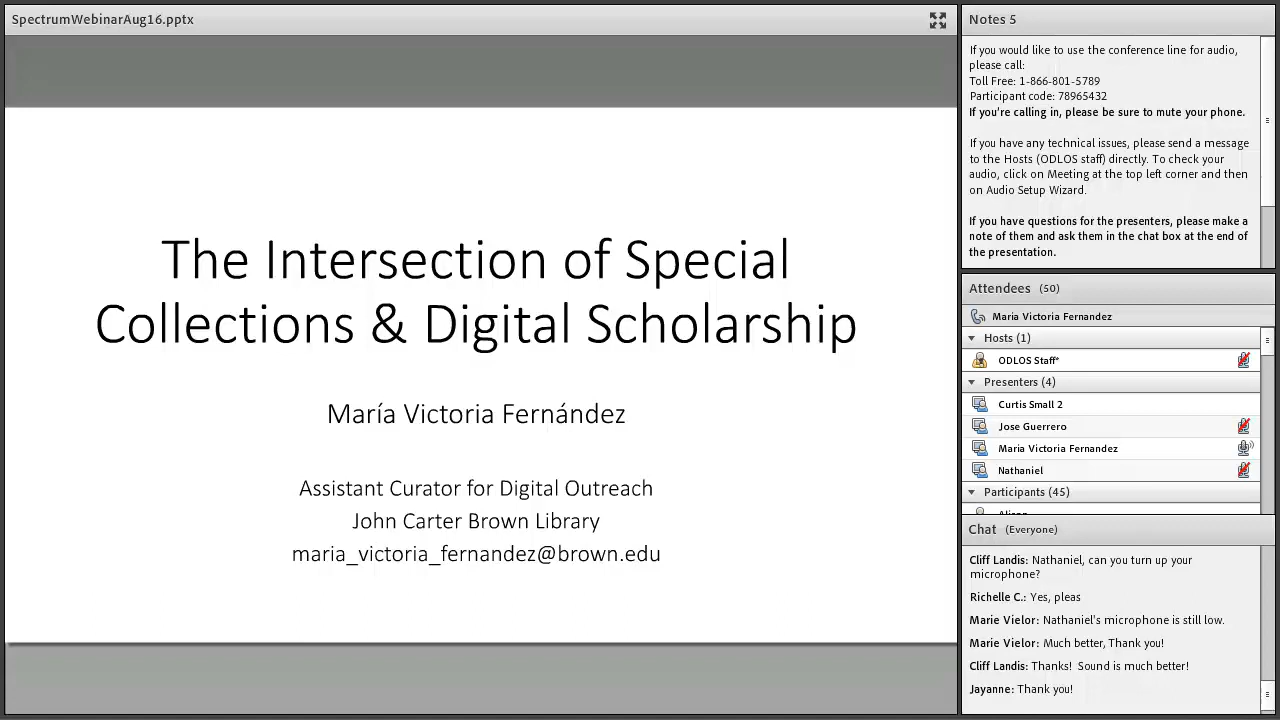 SpectrumWebinarAug16.pptx
The Intersection of Special
Collections & Digital Scholarship
María Victoria Fernández
Assistant Curator for Digital Outreach
John Carter Brown Library
maria_victoria_fernandez@brown.edu
Notes 5
If you would like to use the conference line for audio,
please call:
Toll Free: 1-866-801-5789
Participant code: 78965432
If you're calling in, please be sure to mute your phone.
If you have any technical issues, please send a message
to the Hosts (ODLOS staff) directly. To check your
audio, click on Meeting at the top left corner and then
on Audio Setup Wizard.
If you have questions for the presenters, please make a
note of them and ask them in the chat box at the end of
the presentation.
Attendees (50)
Maria Victoria Fernandez
Hosts (1)
ODLOS Staff*
Presenters (4)
Curtis Small 2
Jose Guerrero
Maria Victoria Fernandez
Nathaniel
Participants (45)
Chat (Everyone)
Cliff Landis: Nathaniel, can you turn up your
microphone?
Richelle C.: Yes, pleas
Marie Vielor: Nathaniel's microphone is still low.
Marie Vielor: Much better, Thank you!
Cliff Landis: Thanks! Sound is much better!
Jayanne: Thank you!